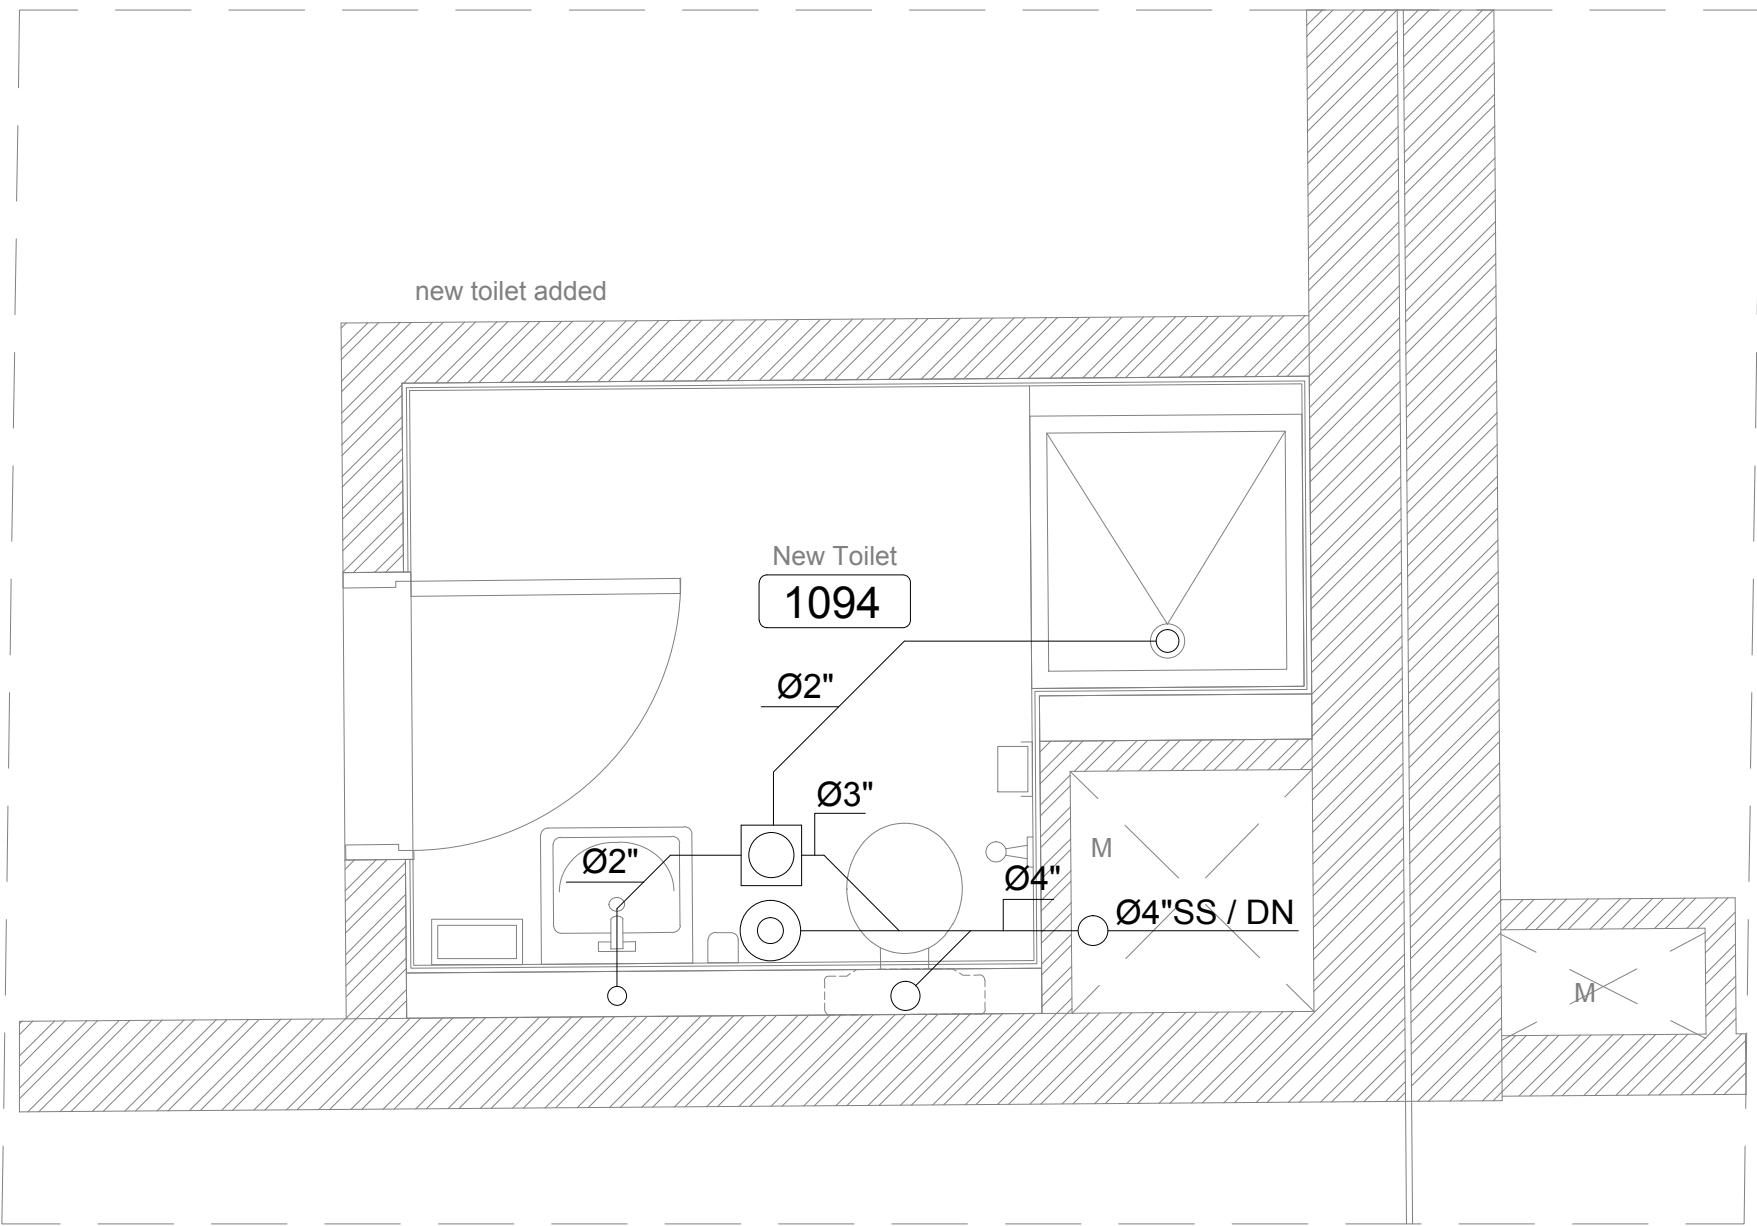 new toilet added
New Toilet
1094
Ø2"
Ø3"
Ø2"
M
Ø4"
Ø4"SS / DN
M